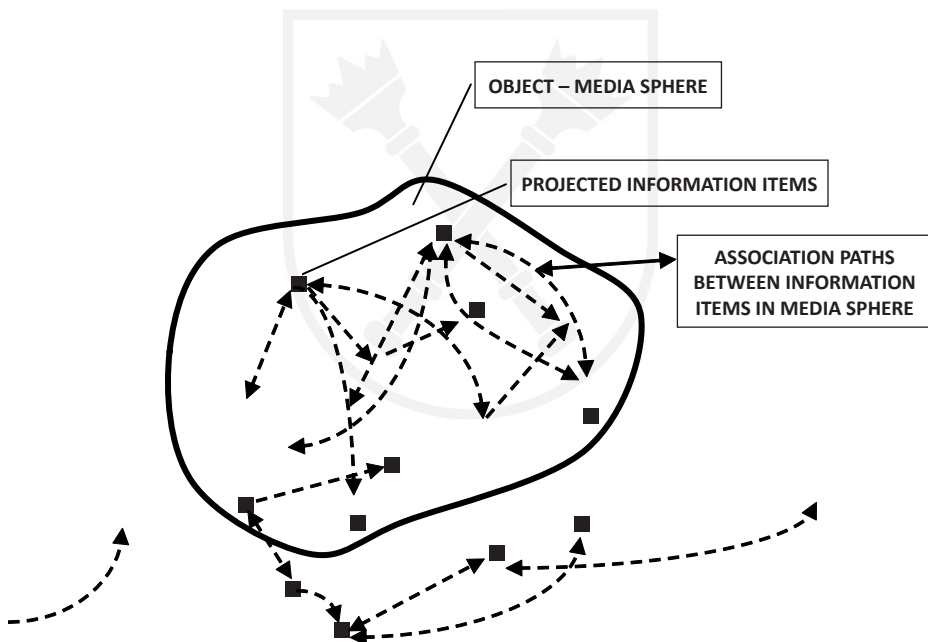 OBJECT – MEDIA SPHERE
PROJECTED INFORMATION ITEMS
ASSOCIATION PATHS
BETWEEN INFORMATION
ITEMS IN MEDIA SPHERE